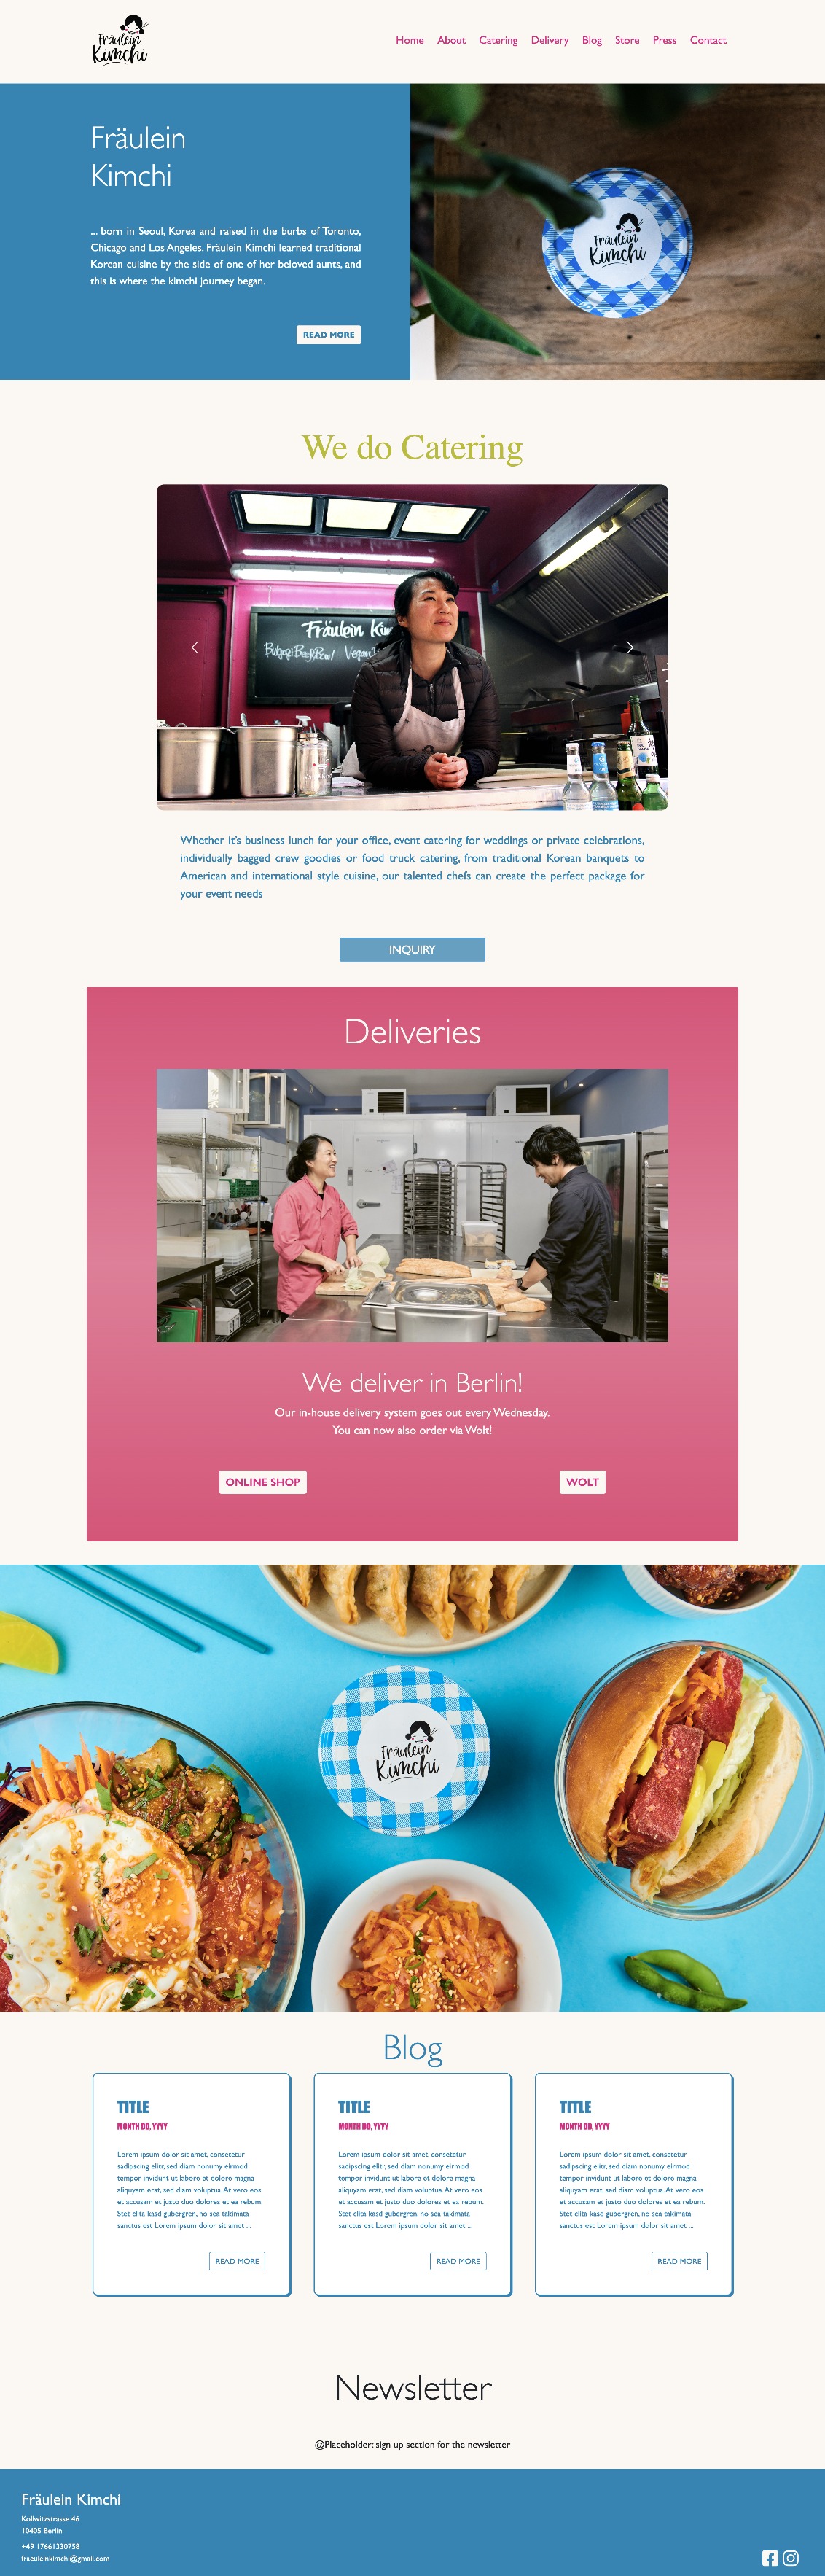 Fräulein
Kimchi
Home About Catering Delivery Blog Store Press Contact
Fräulein
Kimchi
... born in Seoul, Korea and raised in the burbs of Toronto,
Chicago and Los Angeles. Fräulein Kimchi learned traditional
Korean cuisine by the side of one of her beloved aunts, and
this is where the kimchi journey began.
READ MORE
Fräulein
Kimchi
We do Catering
Fräulein
Vegan
Whether it's business lunch for your office, event catering for weddings or private celebrations,
individually bagged crew goodies or food truck catering, from traditional Korean banquets to
American and international style cuisine, our talented chefs can create the perfect package for
your event needs
INQUIRY
Deliveries
We deliver in Berlin!
Our in-house delivery system goes out every Wednesday.
You can now also order via Wolt!
ONLINE SHOP
WOLT
Fräulein
Kimchi
Blog
TITLE
MONTH DD, YYYY
Lorem ipsum dolor sit amet, consetetur
sadipscing elitr, sed diam nonumy eirmod
tempor invidunt ut labore et dolore magna
aliquyam erat, sed diam voluptua. At vero eos
et accusam et justo duo dolores et ea rebum.
Stet clita kasd gubergren, no sea takimata
sanctus est Lorem ipsum dolor sit amet ...
READ MORE
TITLE
MONTH DD, YYYY
Lorem ipsum dolor sit amet, consetetur
sadipscing elitr, sed diam nonumy eirmod
tempor invidunt ut labore et dolore magna
aliquyam erat, sed diam voluptua. At vero eos
et accusam et justo duo dolores et ea rebum.
Stet clita kasd gubergren, no sea takimata
sanctus est Lorem ipsum dolor sit amet ...
READ MORE
TITLE
MONTH DD, YYYY
Lorem ipsum dolor sit amet, consetetur
sadipscing elitr, sed diam nonumy eirmod
tempor invidunt ut labore et dolore magna
aliquyam erat, sed diam voluptua. At vero eos
et accusam et justo duo dolores et ea rebum.
Stet clita kasd gubergren, no sea takimata
sanctus est Lorem ipsum dolor sit amet ...
READ MORE
Newsletter
@Placeholder: sign up section for the newsletter
Fräulein Kimchi
Kollwitzstrasse 46
10405 Berlin
+49 17661330758
fraeuleinkimchi@gmail.com